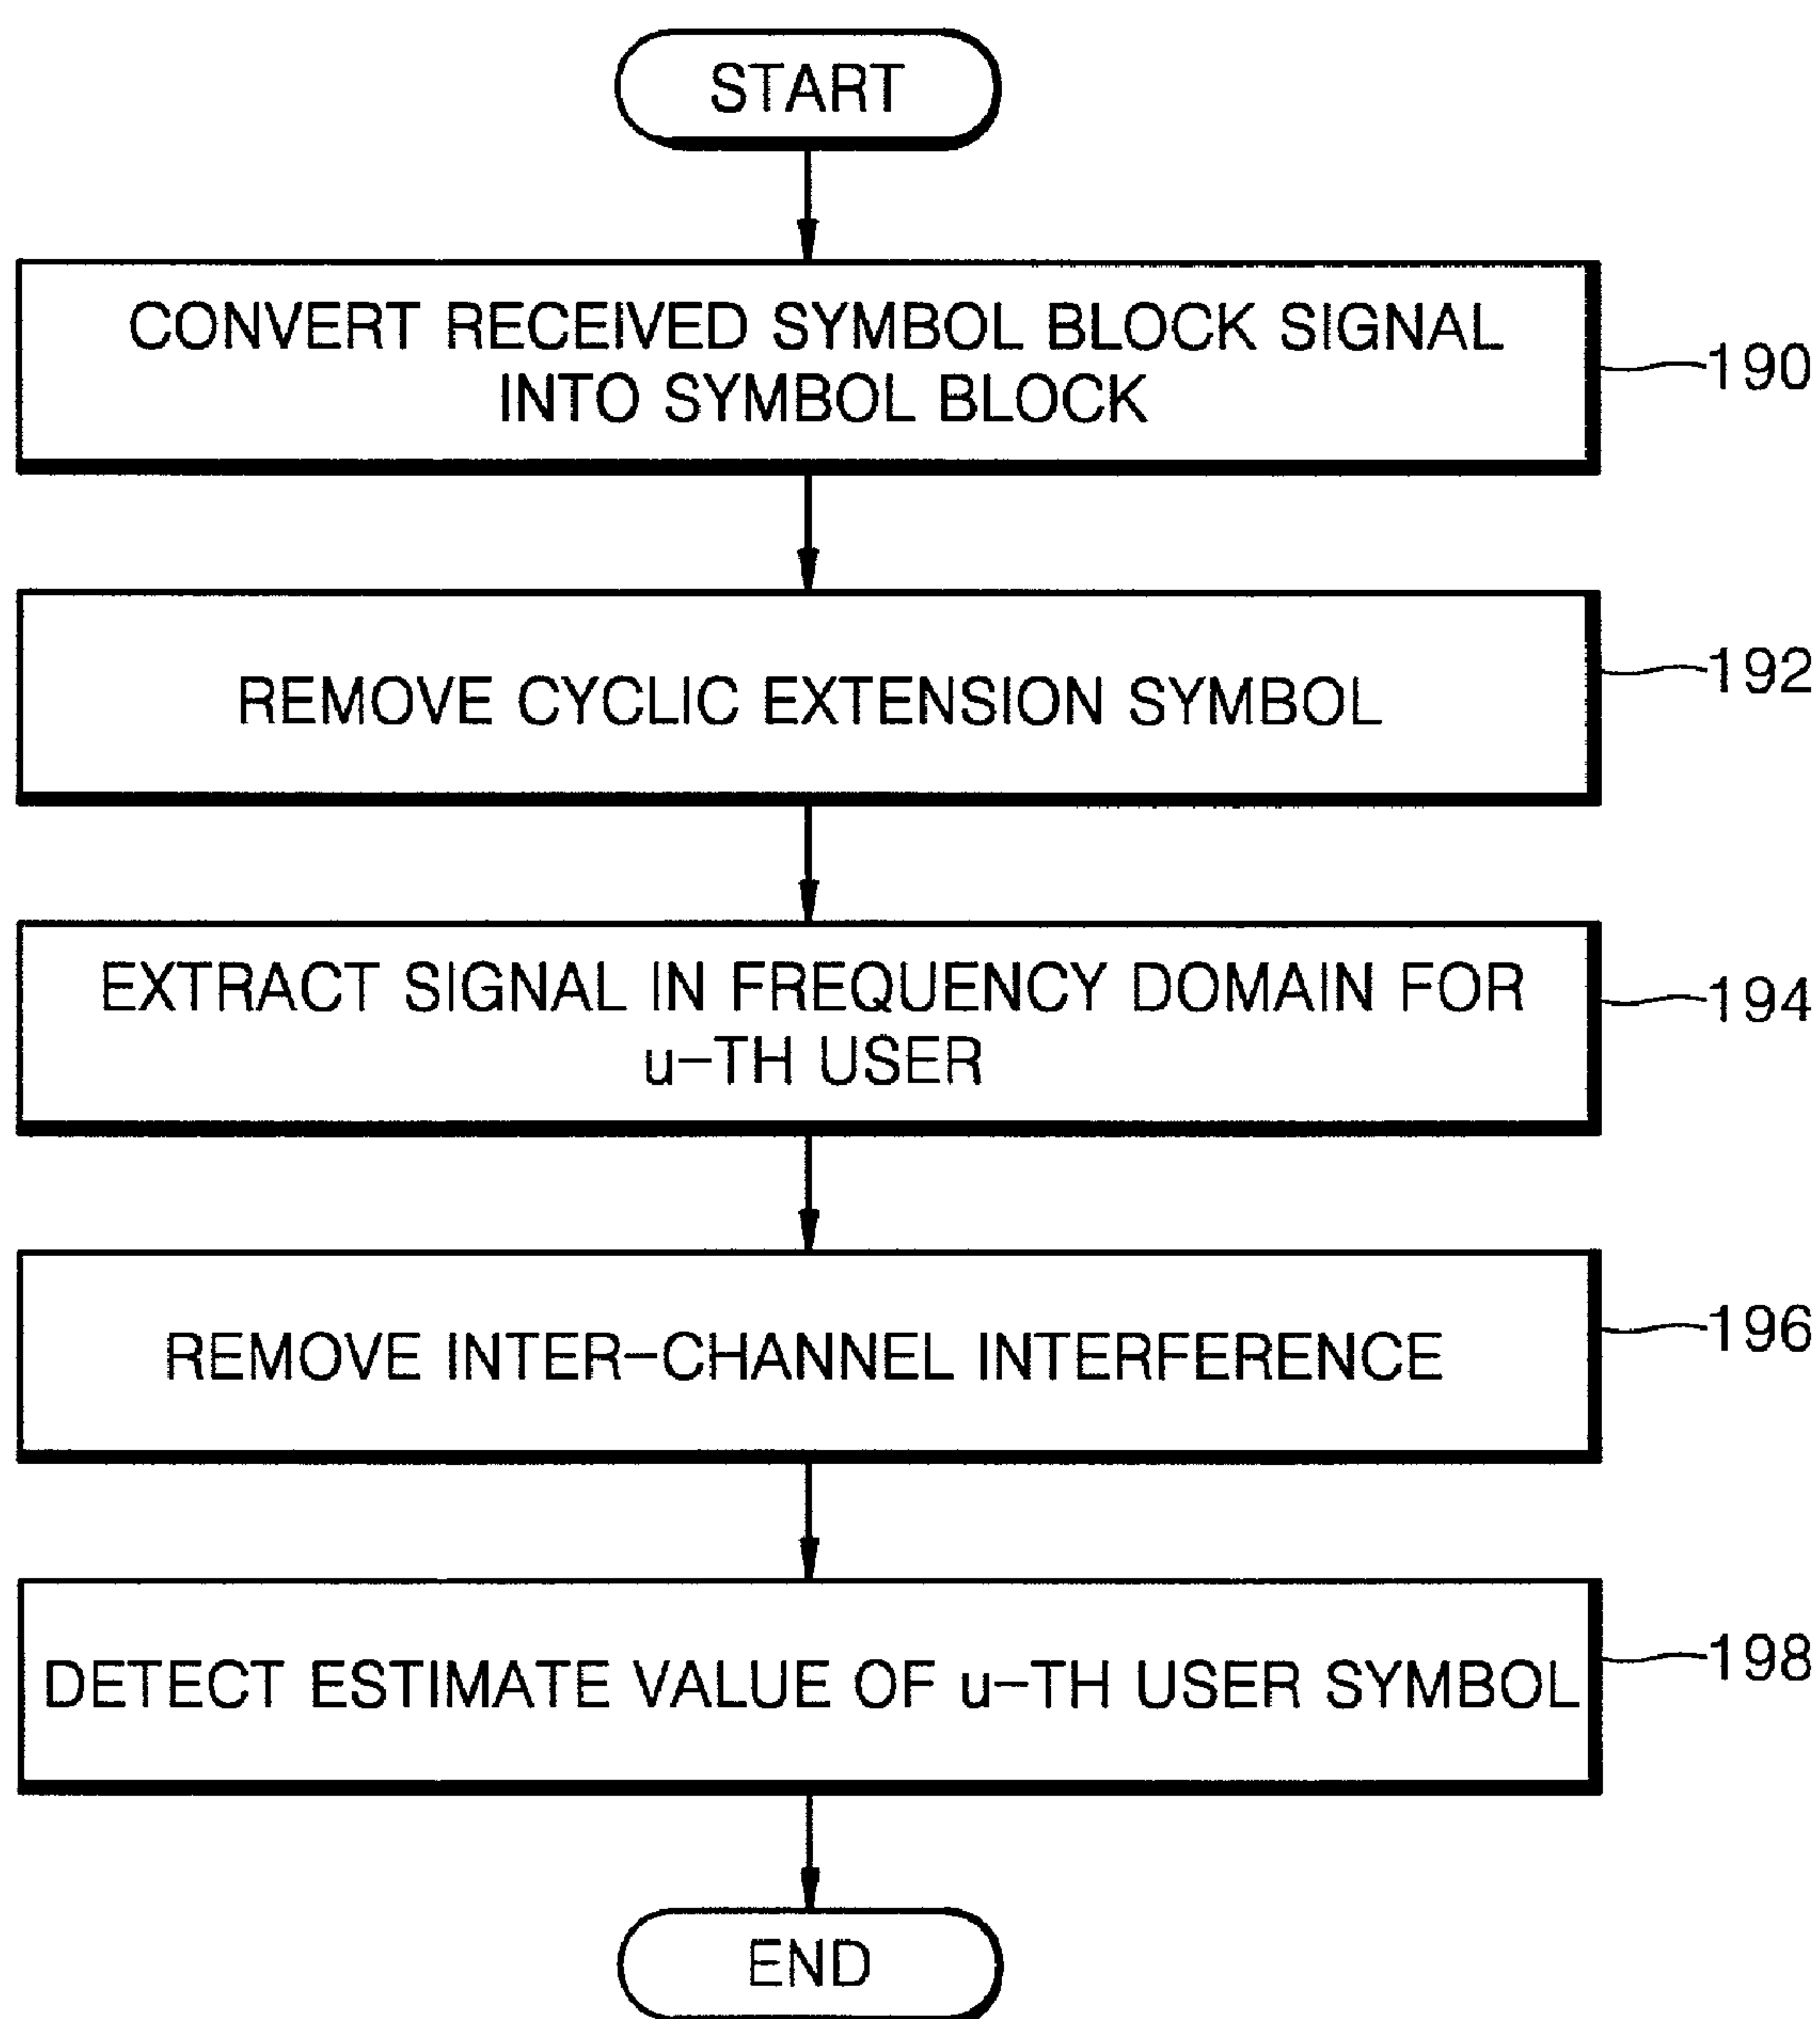 START
CONVERT RECEIVED SYMBOL BLOCK SIGNAL
INTO SYMBOL BLOCK
190
REMOVE CYCLIC EXTENSION SYMBOL
192
EXTRACT SIGNAL IN FREQUENCY DOMAIN FOR
u-TH USER
194
REMOVE INTER-CHANNEL INTERFERENCE
196
DETECT ESTIMATE VALUE OF u-TH USER SYMBOL
198
END